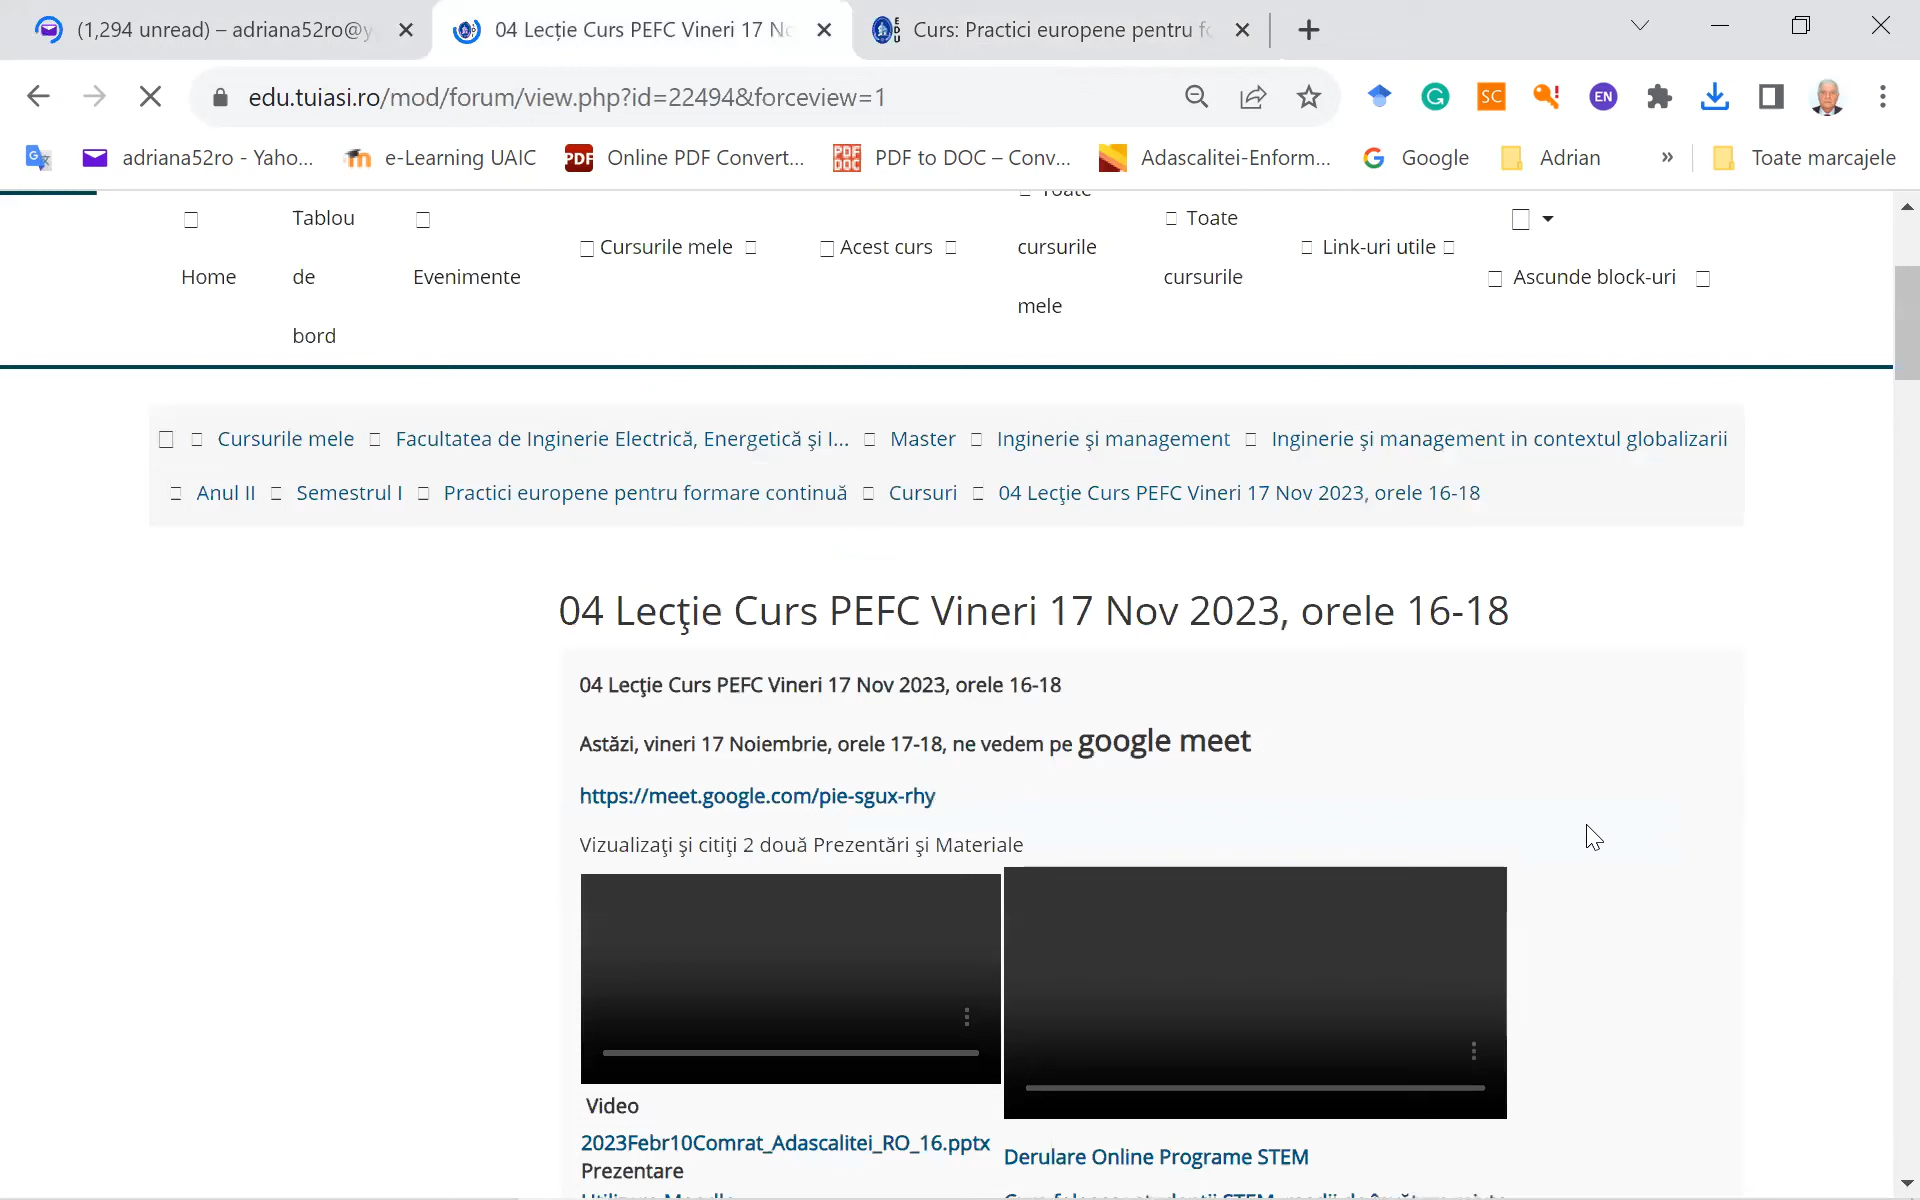 (1,294 unread) – adriana52ro@y
04 Lecție Curs PEFC Vineri 17 No
Curs: Practici europene pentru fo
edu.tuiasi.ro/mod/forum/view.php?id=22494&forceview=1
SC
EN
adriana52ro - Yaho...
e-Learning UAIC
PDF
Online PDF Convert...
PDF to DOC – Conv...
Adascalitei-Enform...
Google
Adrian
»
Toate marcajele
Home
Tablou
de
bord
Evenimente
Cursurile mele
Acest curs
Toate
cursurile
mele
Toate
cursurile
Link-uri utile
Ascunde block-uri
Cursurile mele Facultatea de Inginerie Electrică, Energetică şi I... Master Inginerie şi management Inginerie şi management in contextul globalizarii
Anul II Semestrul I Practici europene pentru formare continuă Cursuri 04 Lecţie Curs PEFC Vineri 17 Nov 2023, orele 16-18
04 Lecţie Curs PEFC Vineri 17 Nov 2023, orele 16-18
04 Lecţie Curs PEFC Vineri 17 Nov 2023, orele 16-18
Astăzi, vineri 17 Noiembrie, orele 17-18, ne vedem pe google meet
https://meet.google.com/pie-sgux-rhy
Vizualizaţi şi citiţi 2 două Prezentări şi Materiale
Video
2023Febr10Comrat_Adascalitei_RO_16.pptx
Prezentare
Derulare Online Programe STEM